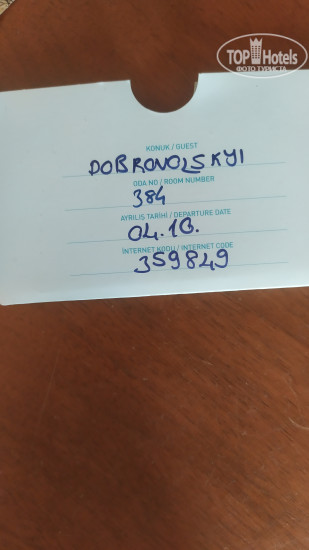 TOP Hotels
ФОТО ТУРИСТА
KONUK / GUEST
DOBROVOLSKYI
ODA NO / ROOM NUMBER
384
AYRILIŞ TARİHİ / DEPARTURE DATE
04.10.
İNTERNET KODU / INTERNET CODE
359849